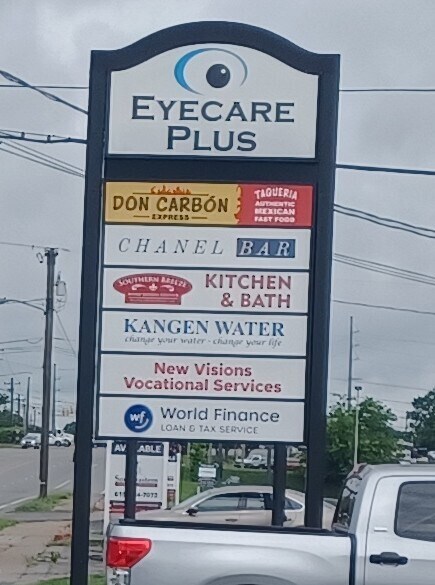 EYECARE
PLUS
DON CARBÓN
EXPRESS
TAQUERIA
AUTHENTIC
MEXICAN
FAST FOOD
CHANEL BAR
SOUTHERN BREEZE
KITCHEN
& BATH
KANGEN WATER
change your water - change your life
New Visions
Vocational Services
wf World Finance
LOAN & TAX SERVICE
AVAILABLE